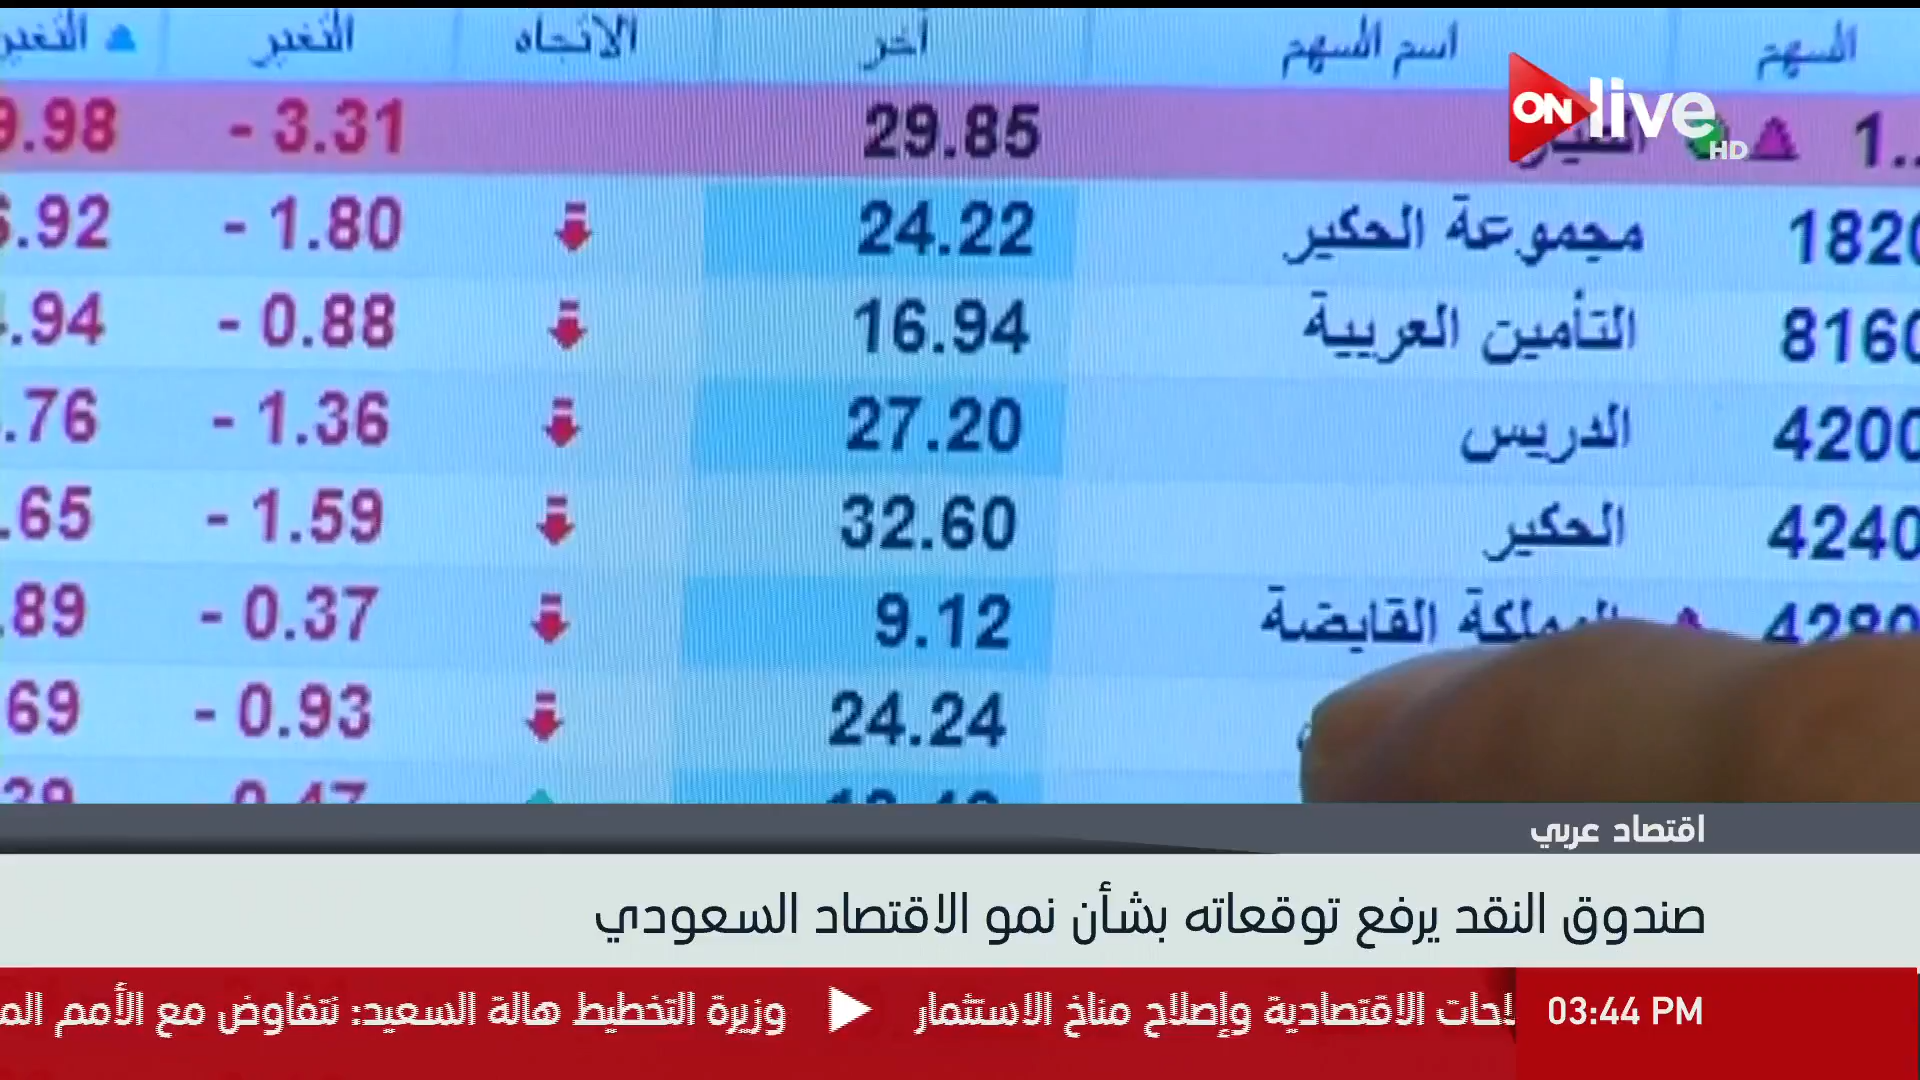 السهم اسم السهم آخر الاتجاه التغير التغير
ON live HD
1.. 29.85 - 3.31 9.98
1820 مجموعة الحكير 24.22 - 1.80 .92
8160 التأمين العربية 16.94 - 0.88 .94
4200 الدريس 27.20 - 1.36 .76
4240 الحكير 32.60 - 1.59 .65
4280 المملكة القابضة 9.12 - 0.37 .89
24.24 - 0.93 69
اقتصاد عربي
صندوق النقد يرفع توقعاته بشأن نمو الاقتصاد السعودي
الاقتصادية وإصلاح مناخ الاستثمار وزيرة التخطيط هالة السعيد: نتفاوض مع الأمم
03:44 PM